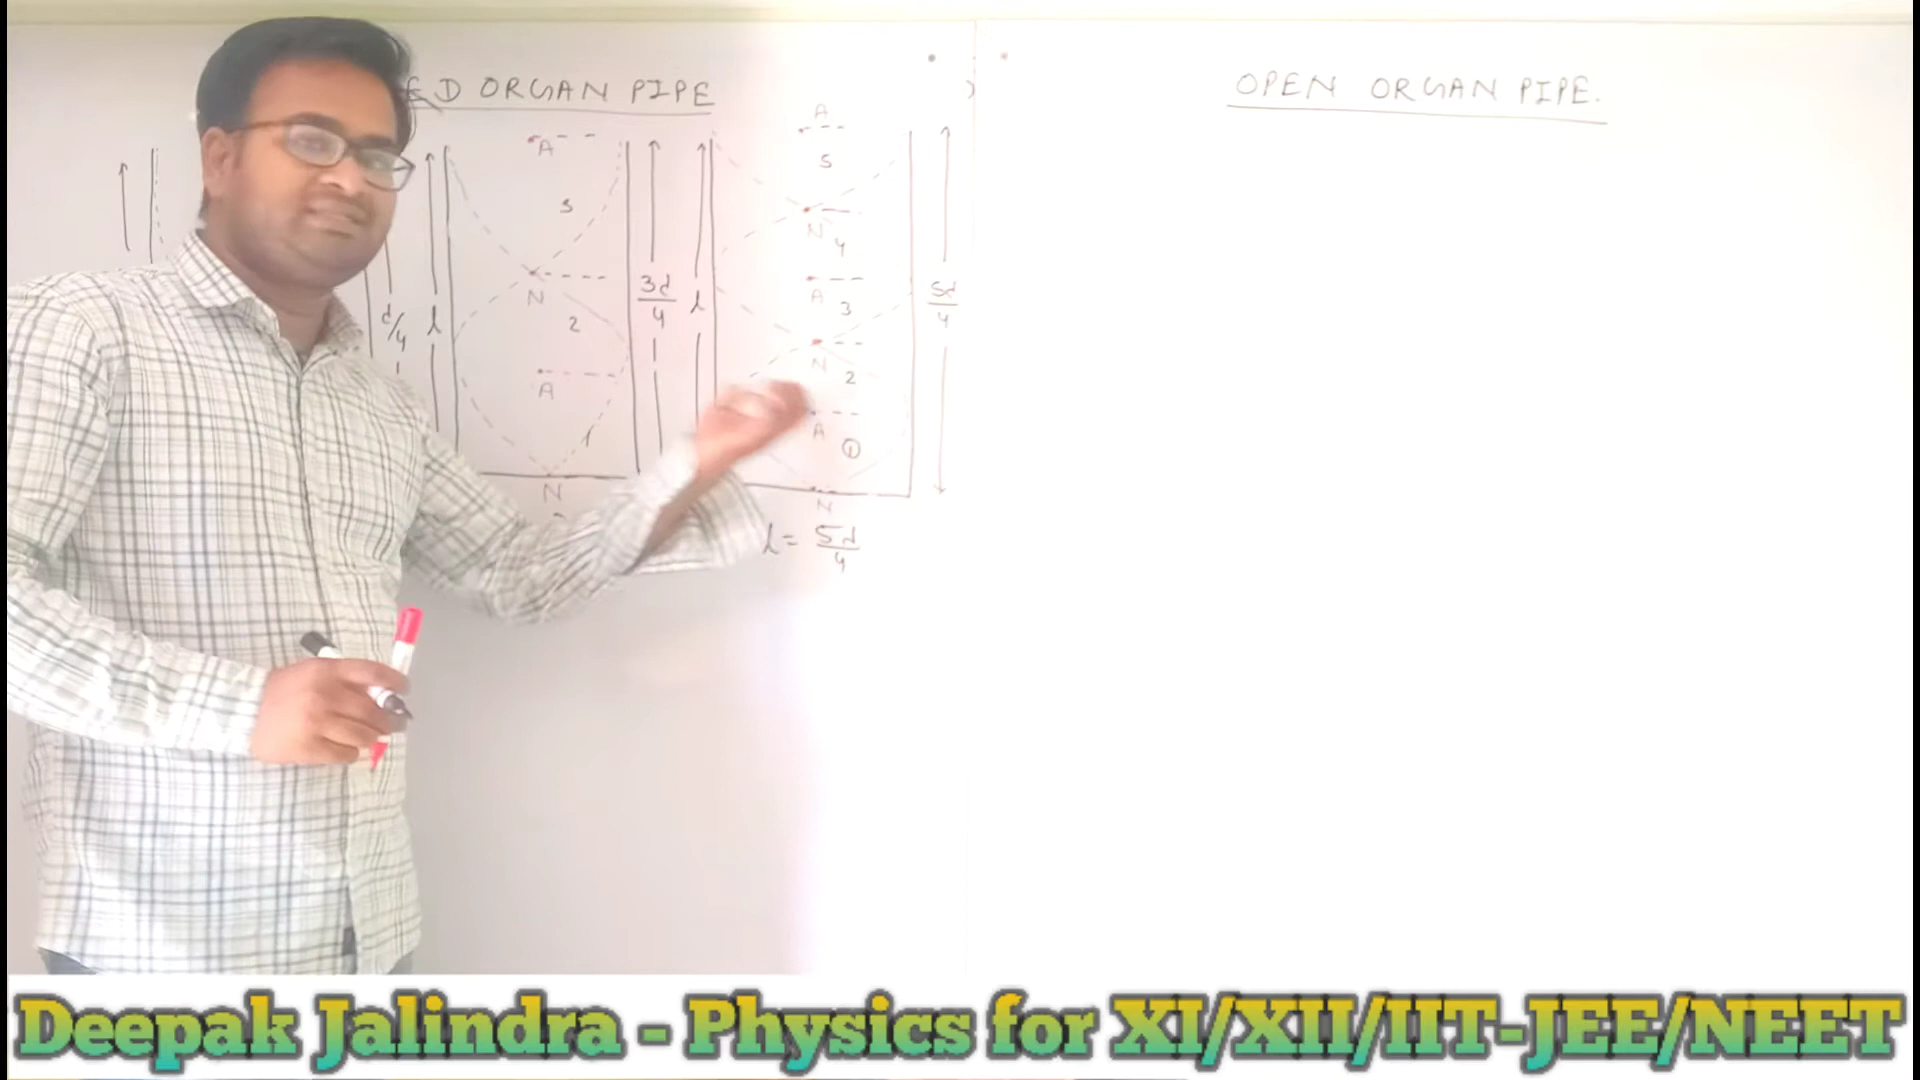 ED ORGAN PIPE
A
3
N
2
A
1
N
λ/4
l
3λ
4
l
A
5
N
4
A
3
N
2
A
1
N
5λ
4
l = 5λ
4
OPEN ORGAN PIPE.
Deepak Jalindra - Physics for XI/XII/IIT-JEE/NEET